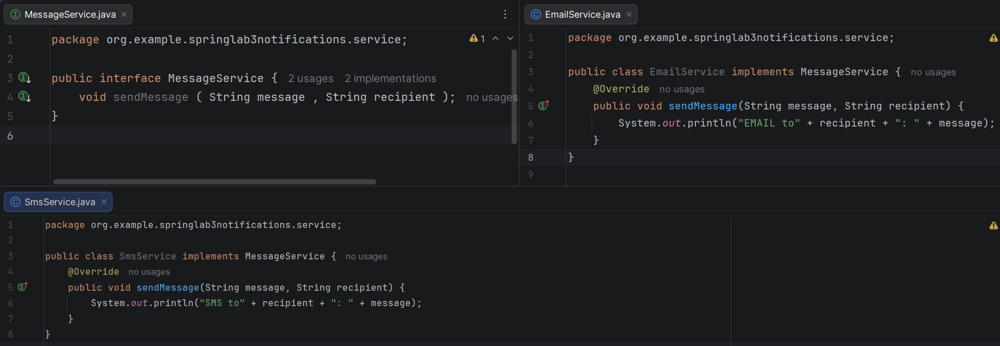 MessageService.java
1
1 package org.example.springlab3notifications.service;
2
3 public interface MessageService { 2 usages 2 implementations
4 void sendMessage ( String message , String recipient ); no usages
5 }
6
EmailService.java
1 package org.example.springlab3notifications.service;
2
3 public class EmailService implements MessageService { no usages
4 @Override no usages
5 public void sendMessage(String message, String recipient) {
6 System.out.println("EMAIL to" + recipient + ": " + message);
7 }
8 }
9
SmsService.java
1 package org.example.springlab3notifications.service;
2
3 public class SmsService implements MessageService { no usages
4 @Override no usages
5 public void sendMessage(String message, String recipient) {
6 System.out.println("SMS to" + recipient + ": " + message);
7 }
8 }